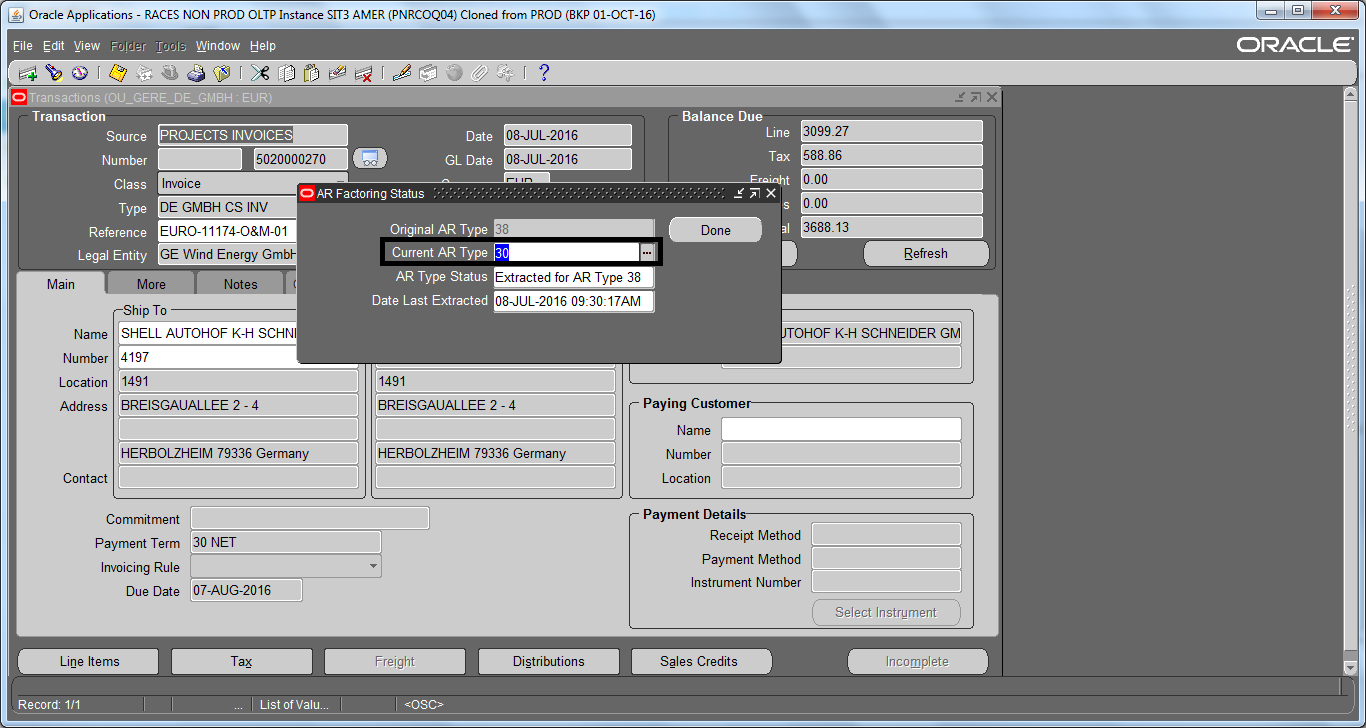 Oracle Applications - RACES NON PROD OLTP Instance SIT3 AMER (PNRCOQ04) Cloned from PROD (BKP 01-OCT-16)
File Edit View Folder Tools Window Help
ORACLE
Transactions (OU_GERE_DE_GMBH : EUR)
Transaction
Source PROJECTS INVOICES
Date 08-JUL-2016
Number 5020000270
GL Date 08-JUL-2016
Class Invoice
EUR
Type DE GMBH CS INV
Reference EURO-11174-O&M-01
Legal Entity GE Wind Energy GmbH
Balance Due
Line 3099.27
Tax 588.86
Freight 0.00
0.00
3688.13
Refresh
AR Factoring Status
Original AR Type 38
Done
Current AR Type 30
...
AR Type Status Extracted for AR Type 38
Date Last Extracted 08-JUL-2016 09:30:17AM
Main More Notes
Ship To
Name SHELL AUTOHOF K-H SCHNE
Number 4197
Location 1491
Address BREISGAUALLEE 2 - 4
HERBOLZHEIM 79336 Germany
Contact
1491
BREISGAUALLEE 2 - 4
HERBOLZHEIM 79336 Germany
UTOHOF K-H SCHNEIDER GM
Paying Customer
Name
Number
Location
Commitment
Payment Term 30 NET
Invoicing Rule
Due Date 07-AUG-2016
Payment Details
Receipt Method
Payment Method
Instrument Number
Select Instrument
Line Items Tax Freight Distributions Sales Credits Incomplete
Record: 1/1 ... List of Valu... <OSC>